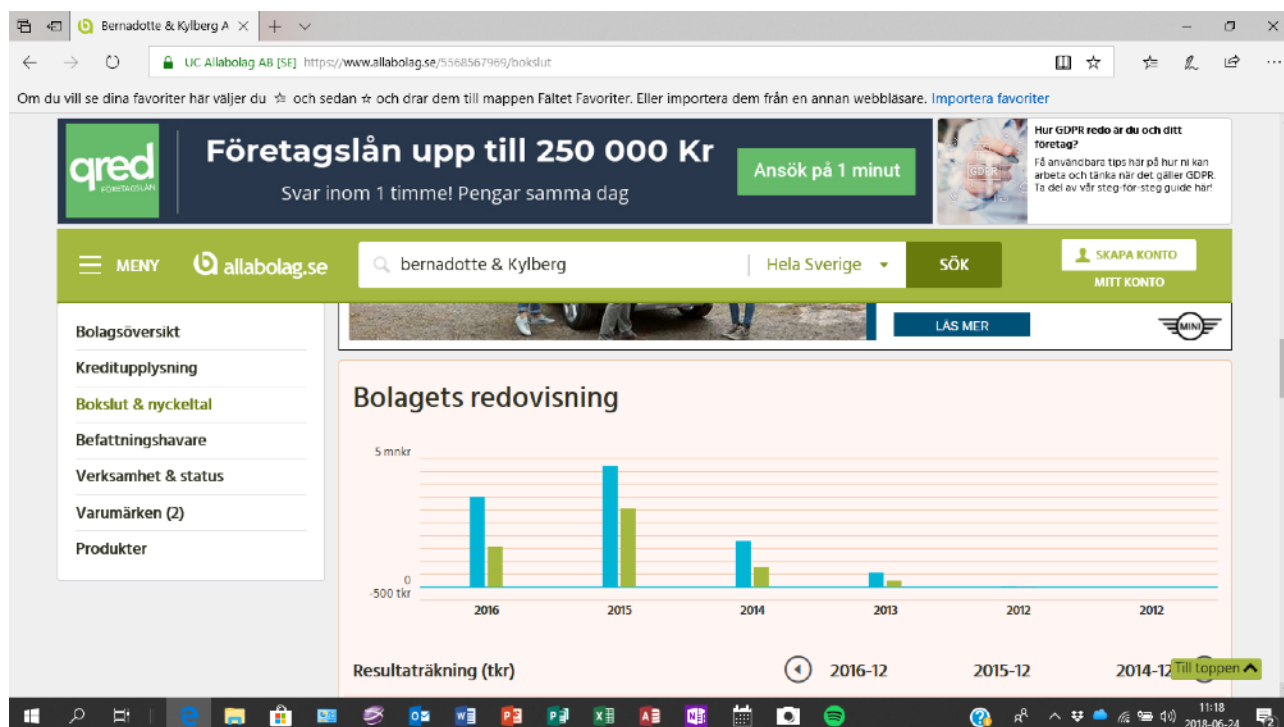 Bernadotte & Kylberg A
UC Allabolag AB [SE] https://www.allabolag.se/5568567969/bokslut
Om du vill se dina favoriter här väljer du och sedan och drar dem till mappen Fältet Favoriter. Eller importera dem från en annan webbläsare. Importera favoriter
qred
FÖRETAGSLÅN
Företagslån upp till 250 000 Kr
Svar inom 1 timme! Pengar samma dag
Ansök på 1 minut
GDPR
Hur GDPR redo är du och ditt
företag?
Få användbara tips här på hur ni kan
arbeta och tänka när det gäller GDPR.
Ta del av vår steg-för-steg guide här!
MENY
allabolag.se
bernadotte & Kylberg
Hela Sverige
SÖK
SKAPA KONTO
MITT KONTO
LÄS MER
MINI
Bolagsöversikt
Kreditupplysning
Bokslut & nyckeltal
Befattningshavare
Verksamhet & status
Varumärken (2)
Produkter
Bolagets redovisning
5 mnkr
0
-500 tkr
2016 2015 2014 2013 2012 2012
Resultaträkning (tkr) 2016-12 2015-12 2014-12
Till toppen
11:18
2018-06-24